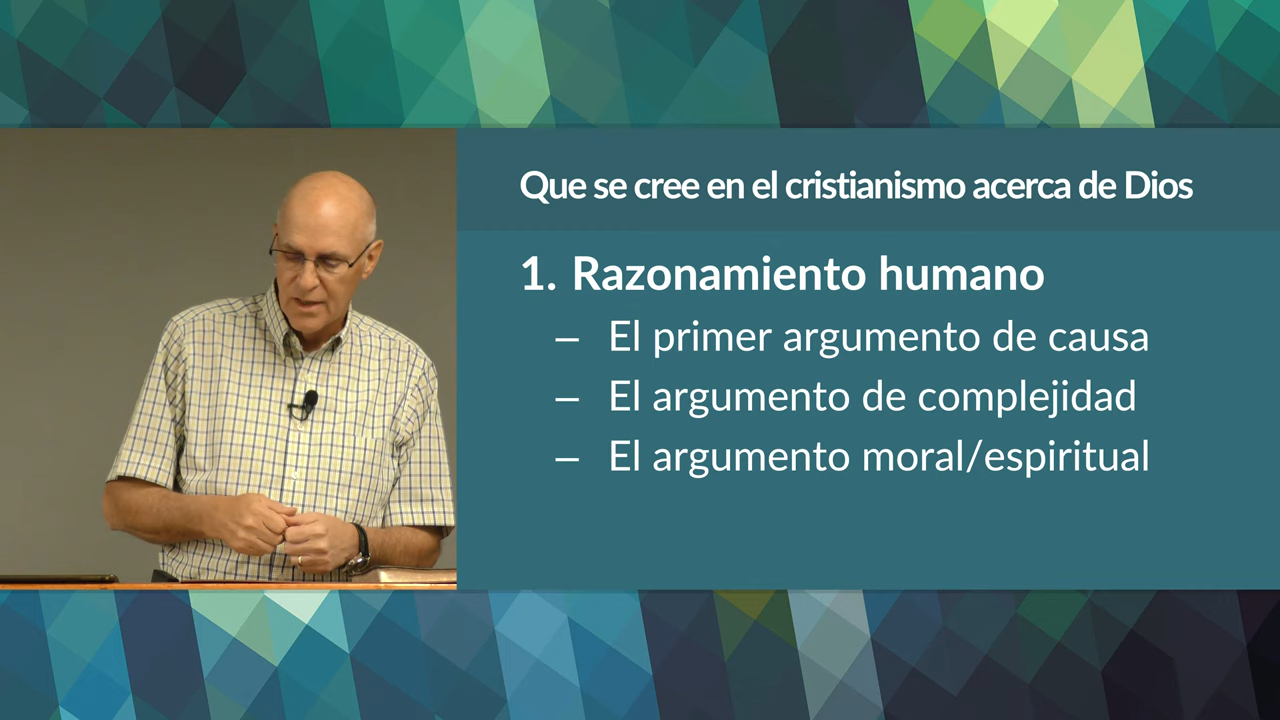 Que se cree en el cristianismo acerca de Dios
1. Razonamiento humano
– El primer argumento de causa
– El argumento de complejidad
– El argumento moral/espiritual